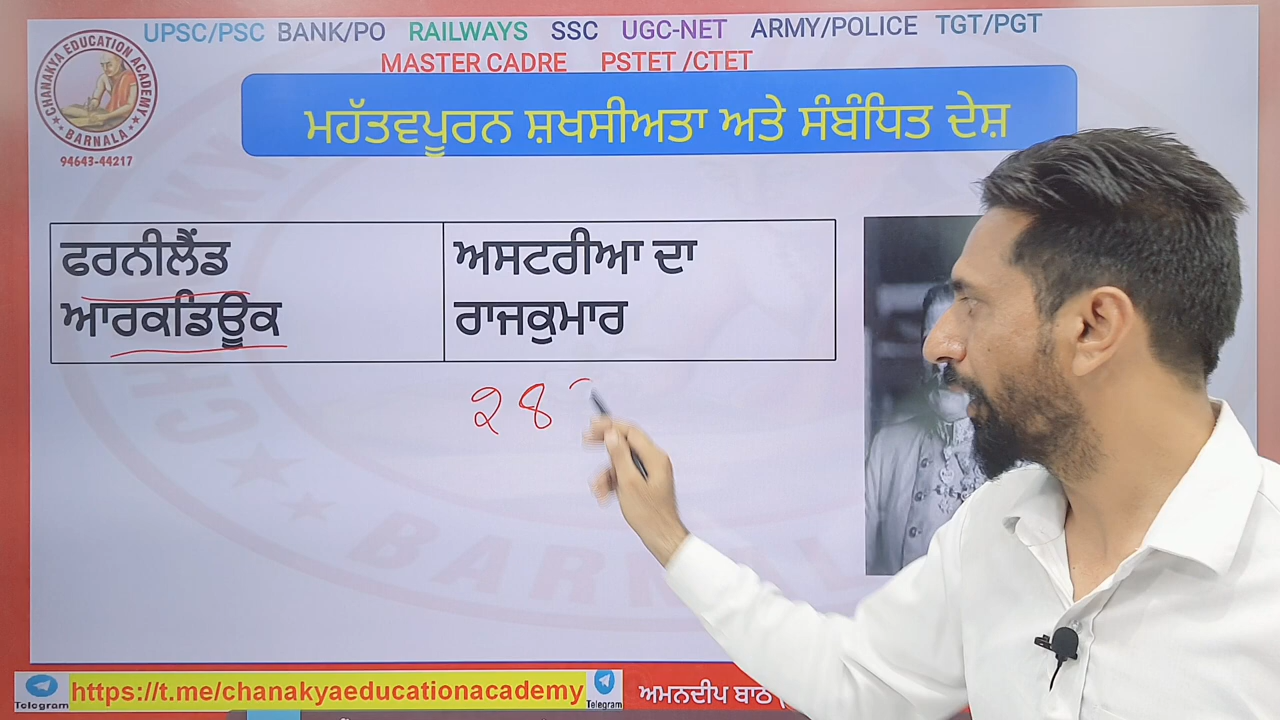 UPSC/PSC BANK/PO RAILWAYS SSC UGC-NET ARMY/POLICE TGT/PGT
MASTER CADRE PSTET /CTET
CHANAKYA EDUCATION ACADEMY
BARNALA
94643-44217
ਮਹੱਤਵਪੂਰਨ ਸ਼ਖਸੀਅਤਾ ਅਤੇ ਸੰਬੰਧਿਤ ਦੇਸ਼
ਫਰਨੀਲੈਂਡ
ਆਰਕਡਿਊਕ
ਅਸਟਰੀਆ ਦਾ
ਰਾਜਕੁਮਾਰ
28
Telegram
https://t.me/chanakyaeducationacademy
Telegram
ਅਮਨਦੀਪ ਬਾਠ